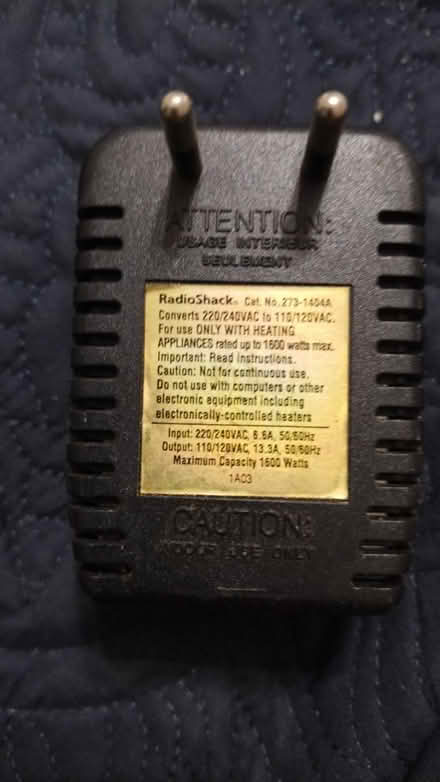 ATTENTION:
USAGE INTERIEUR
SEULEMENT
RadioShack® Cat. No. 273-1404A
Converts 220/240VAC to 110/120VAC.
For use ONLY WITH HEATING
APPLIANCES rated up to 1600 watts max.
Important: Read Instructions.
Caution: Not for continuous use.
Do not use with computers or other
electronic equipment including
electronically-controlled heaters
Input: 220/240VAC, 6.6A, 50/60Hz
Output: 110/120VAC, 13.3A, 50/60Hz
Maximum Capacity 1600 Watts
1A03
CAUTION:
INDOOR USE ONLY